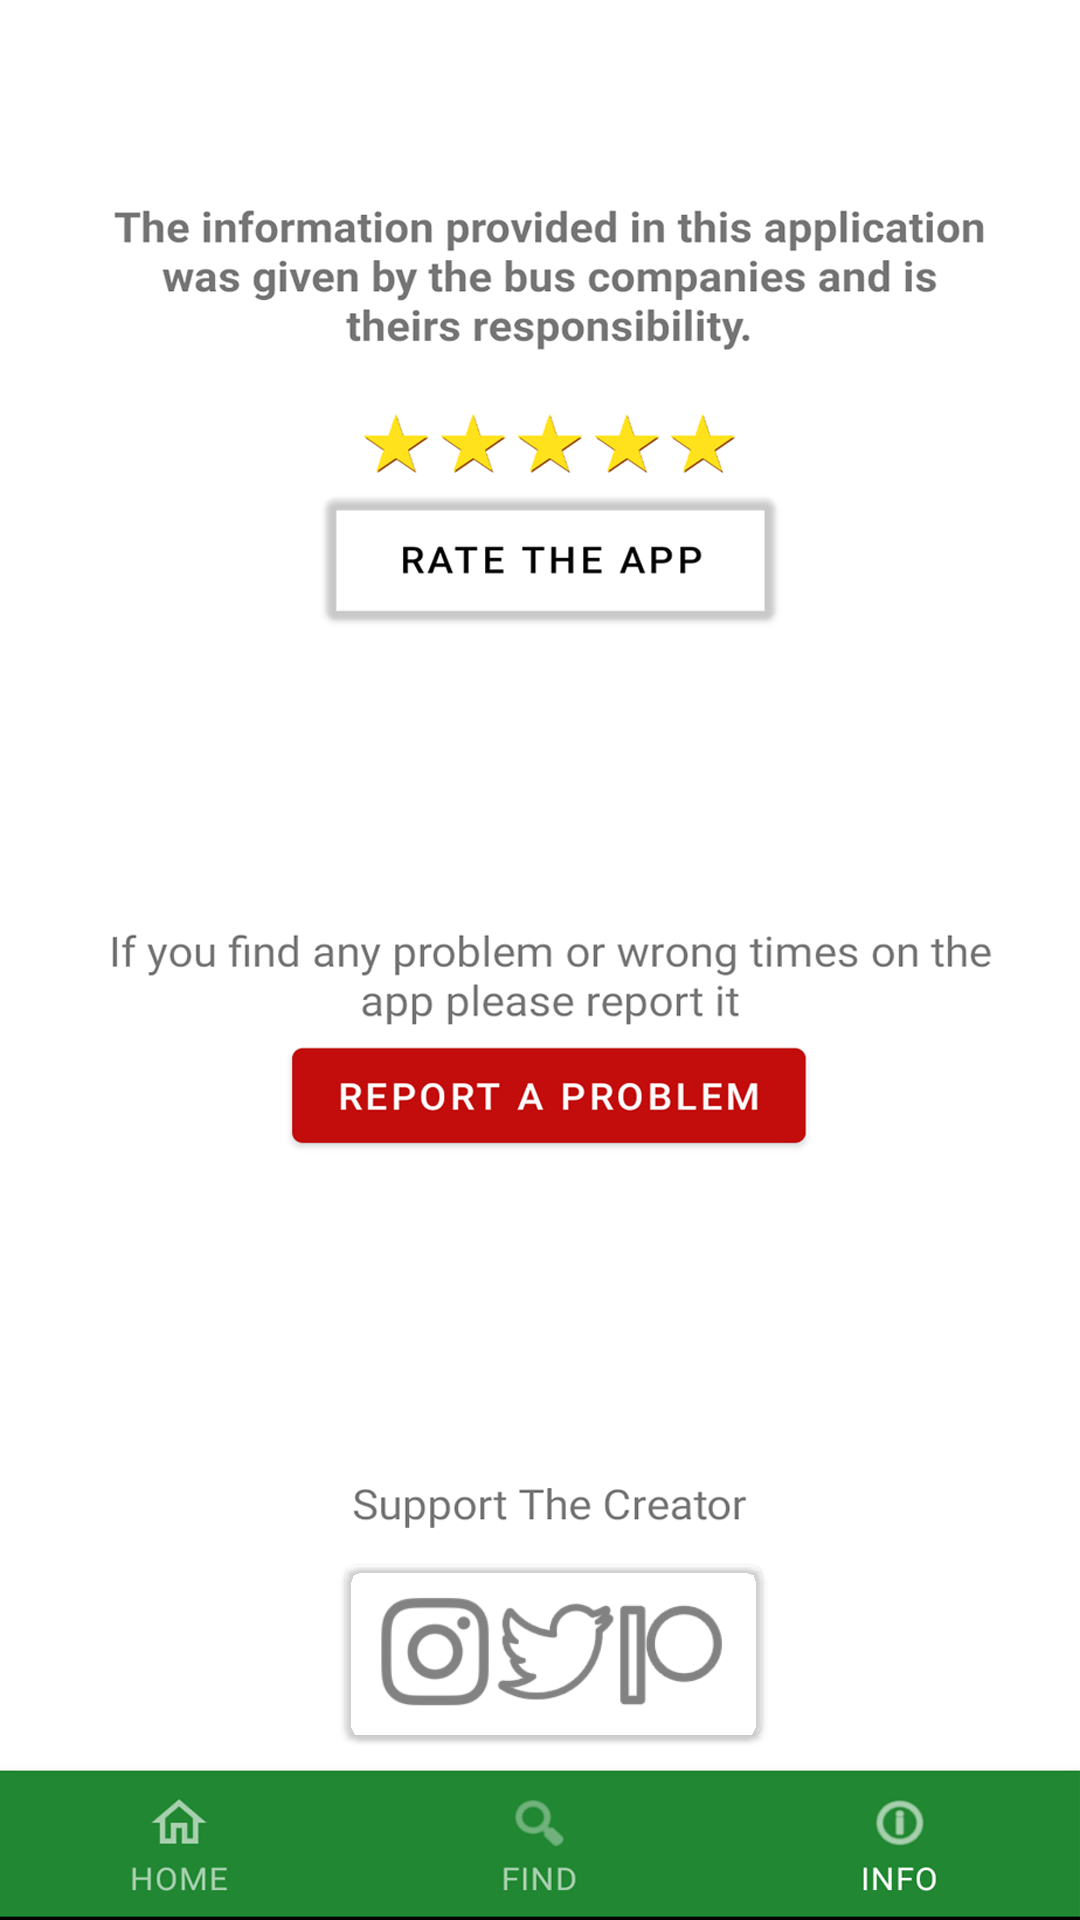 The information provided in this application
was given by the bus companies and is
theirs responsibility.
RATE THE APP
If you find any problem or wrong times on the
app please report it
REPORT A PROBLEM
Support The Creator
HOME
FIND
INFO